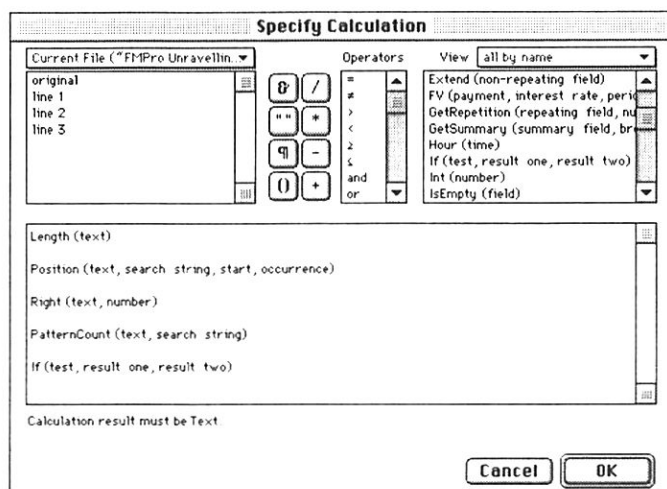 Specify Calculation
Current File ("FMPro Unravellin...
original
line 1
line 2
line 3
& /
" " *
¶ -
() +
Operators
=
≠
>
<
≥
≤
and
or
View all by name
Extend (non-repeating field)
FV (payment, interest rate, perio
GetRepetition (repeating field, nu
GetSummary (summary field, br
Hour (time)
If (test, result one, result two)
Int (number)
IsEmpty (field)
Length (text)
Position (text, search string, start, occurrence)
Right (text, number)
PatternCount (text, search string)
If (test, result one, result two)
Calculation result must be Text
Cancel OK